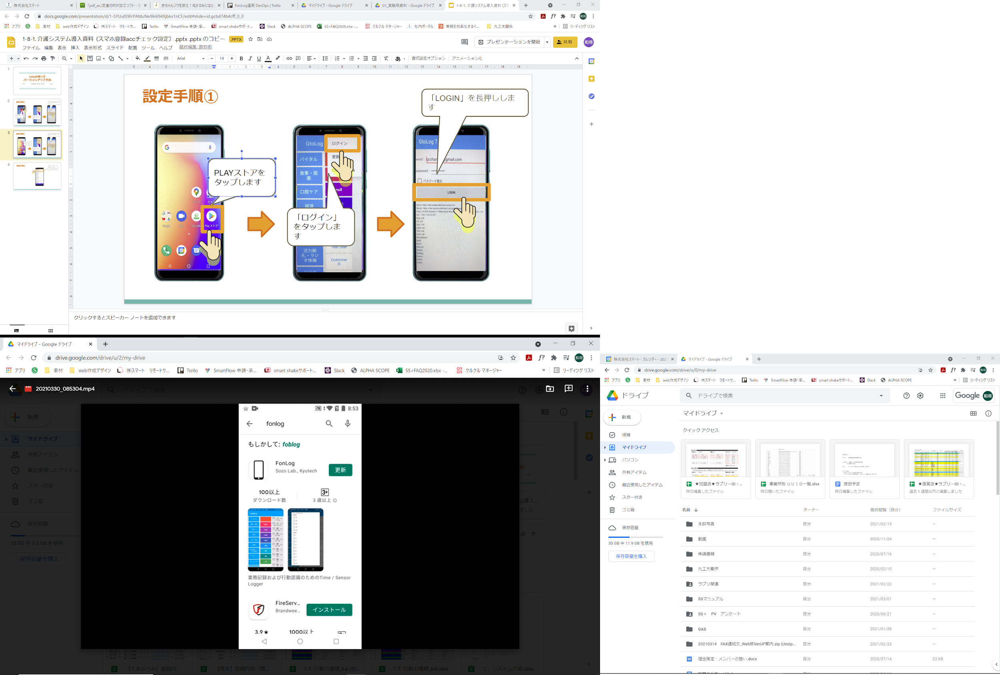 株式会社スマート
「pdf_as」定番のPDF加工ソフト - 窓
赤ちゃんゾウを救え！ぬかるみにはま
FonLog運用 DevOps | Trello
マイドライブ - Google ドライブ
01_実験用資料 - Google ドライブ
1-8-1. 介護システム導入資料 (スマ
docs.google.com/presentation/d/1-5YUulS9FrPAfduNe96i694Xjbkx1nCF/edit#slide=id.gcbd74b4cff_0_0
アプリ 素材 web作成デザイン ㈱スマート リモートサ... Trello SmartFlow 申請・承... smart shakeサポート... Slack ALPHA SCOPE SS+FAQ2020.xlsx -... クルクル マネージャー 社内ポータル 業務を効率化するイ... 九工大関係 » リーディング リスト
1-8-1. 介護システム導入資料 (スマホ登録accチェック設定) .pptx .pptx のコピー .PPTX
プレゼンテーションを開始 共有 和将
ファイル 編集 表示 挿入 表示形式 スライド 配置 ツール ヘルプ 最終編集: 数秒前
Arial 14 書式設定オプション アニメーション化
1
fonlogの使い方
-バージョンアップ方法-
2
3
4
設定手順①
「LOGIN」を長押しします
PLAYストアを
タップします
マップ
Play ストア
GtoLog
ログイン
更新
バイタル
食事・服薬
口腔ケア
排泄
null
「ログイン」
をタップします
活力朝礼・ラジオ体操
Test User
Customer D
GtoLog 7
email：
gmail.com
password：
パスワード表示
LOGIN
クリックするとスピーカー ノートを追加できます
マイドライブ - Google ドライブ
drive.google.com/drive/u/2/my-drive
アプリ 素材 web作成デザイン ㈱スマート リモートサ... Trello SmartFlow 申請・承... smart shakeサポート... Slack ALPHA SCOPE SS+FAQ2020.xlsx -... クルクル マネージャー » リーディング リスト
20210330_085304.mp4
ドライブで検索
新規
マイドライブ
共有アイテム
最近使用したアイテム
スター付き
ゴミ箱
保存容量
15 GB 中 3.2 GB を使用
保存容量を購入
8:53
fonlog
もしかして: foblog
FonLog
Sozo Lab., Kyutech
更新
100以上
ダウンロード数
3+
3 歳以上
業務記録および行動認識のためのTime / Sensor
Logger
FireServ...
Brandwee...
インストール
3.9★
1000以上
【くきのうみ】登録内...
【鳴水】登録内容（職...
1-7. 行動の種類_kai (3)...
1-7. 行動の種類_kai.xlsx
１．システム内容.xlsx
株式会社スマート - カレンダー - 2021
マイドライブ - Google ドライブ
drive.google.com/drive/u/0/my-drive
アプリ 素材 web作成デザイン ㈱スマート リモートサ... Trello SmartFlow 申請・承... smart shakeサポート... Slack ALPHA SCOPE » リーディング リスト
ドライブ
ドライブで検索
Google 和将
新規
候補
マイドライブ
パソコン
共有アイテム
最近使用したアイテム
スター付き
ゴミ箱
保存容量
30 GB 中 11.9 GB を使用
保存容量を購入
マイドライブ
クイック アクセス
★加盟店★ラブリーID・...
昨日編集したファイル
事業所別 ＵＵＩＤ一覧.xlsx
昨日開いたファイル
原田予定
昨日編集したファイル
★直営店★ラブリーID・...
過去 1 週間以内に編集しました
名前 オーナー 最終閲覧（自分） ファイルサイズ
本部写真 自分 2021/03/19 –
動画 自分 2020/11/24 –
申請書類 自分 2020/07/16 –
九工大案件 自分 2020/02/10 –
ラブリ関連 自分 2021/02/22 –
SSマニュアル 自分 2021/03/01 –
SS＋ PV アンケート 自分 2020/08/21 –
GAS 自分 2021/01/28 –
20210314 FAX通知文_Web版VerUP案内.zip (Unzip... 自分 2021/02/23 –
理念策定・メンバーの想い.docx 自分 2020/07/14 23 KB